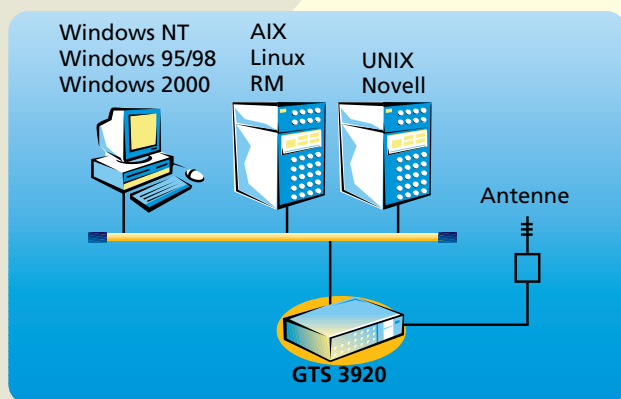 Windows NT
Windows 95/98
Windows 2000
AIX
Linux
RM
UNIX
Novell
Antenne
GTS 3920